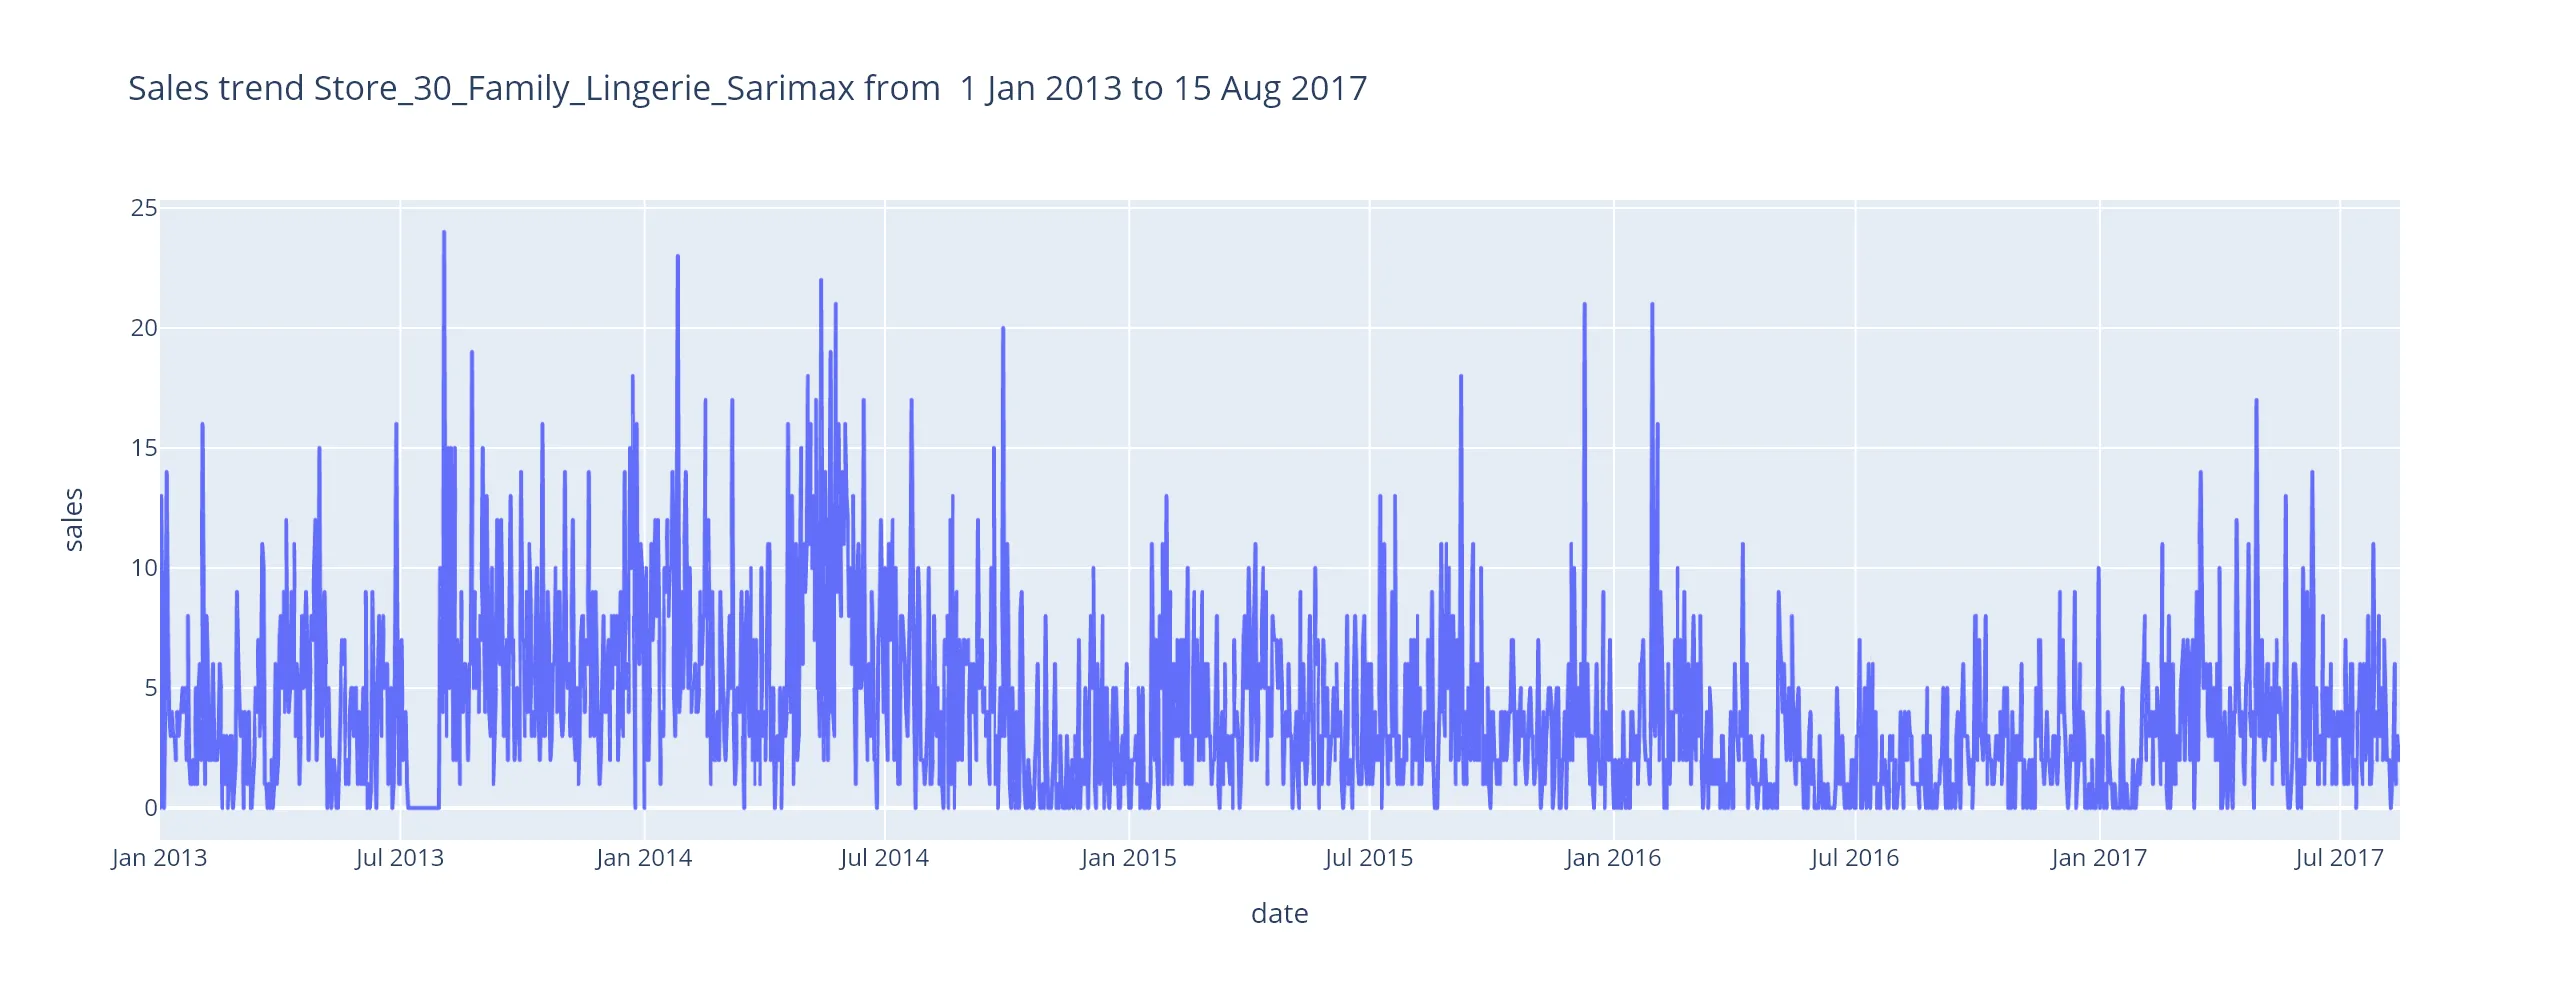 Sales trend Store_30_Family_Lingerie_Sarimax from  1 Jan 2013 to 15 Aug 2017
25
20
15
10
5
0
sales
Jan 2013 Jul 2013 Jan 2014 Jul 2014 Jan 2015 Jul 2015 Jan 2016 Jul 2016 Jan 2017 Jul 2017
date